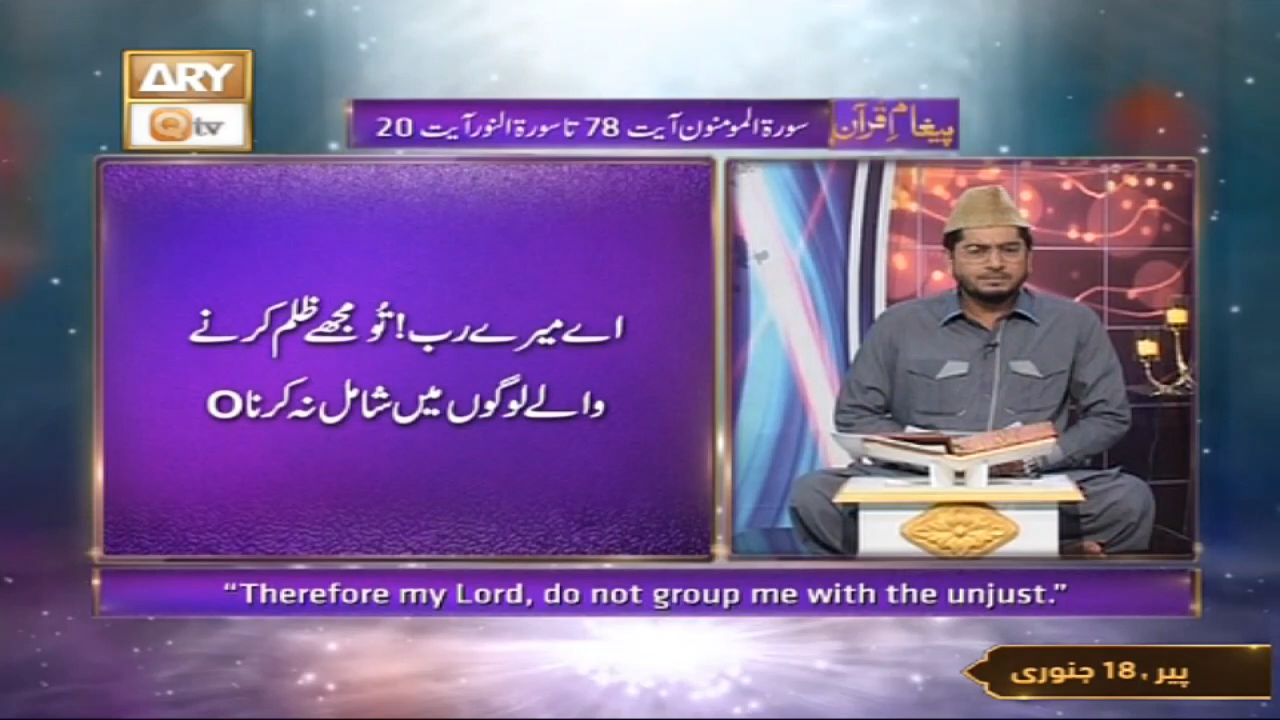 ARY
Qtv
پیغامِ قرآن
سورۃ المومنون آیت 78 تا سورۃ النور آیت 20
اے میرے رب! تُو مجھے ظلم کرنے
والے لوگوں میں شامل نہ کرنا O
“Therefore my Lord, do not group me with the unjust.”
پیر، 18 جنوری